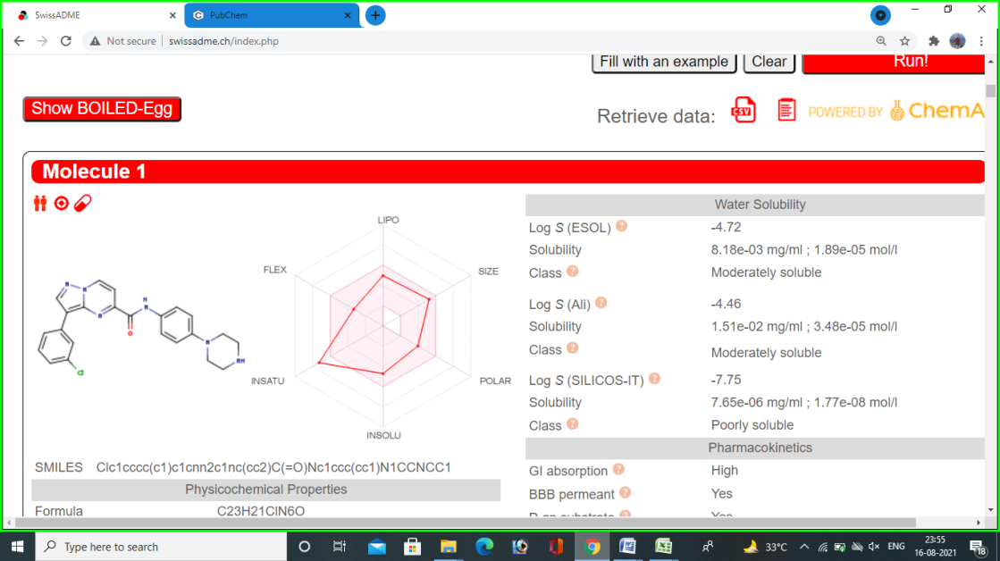 SwissADME
PubChem
Not secure
swissadme.ch/index.php
Fill with an example
Clear
Run!
Show BOILED-Egg
Retrieve data:
CSV
POWERED BY
ChemA
Molecule 1
LIPO
FLEX
SIZE
INSATU
POLAR
INSOLU
N
N
N
H
N
O
N
NH
Cl
SMILES Clc1cccc(c1)c1cnn2c1nc(cc2)C(=O)Nc1ccc(cc1)N1CCNCC1
Physicochemical Properties
Formula C23H21ClN6O
Water Solubility
Log S (ESOL) ? -4.72
Solubility 8.18e-03 mg/ml ; 1.89e-05 mol/l
Class ? Moderately soluble
Log S (Ali) ? -4.46
Solubility 1.51e-02 mg/ml ; 3.48e-05 mol/l
Class ? Moderately soluble
Log S (SILICOS-IT) ? -7.75
Solubility 7.65e-06 mg/ml ; 1.77e-08 mol/l
Class ? Poorly soluble
Pharmacokinetics
GI absorption ? High
BBB permeant ? Yes
Type here to search
33°C
ENG
23:55
16-08-2021
18